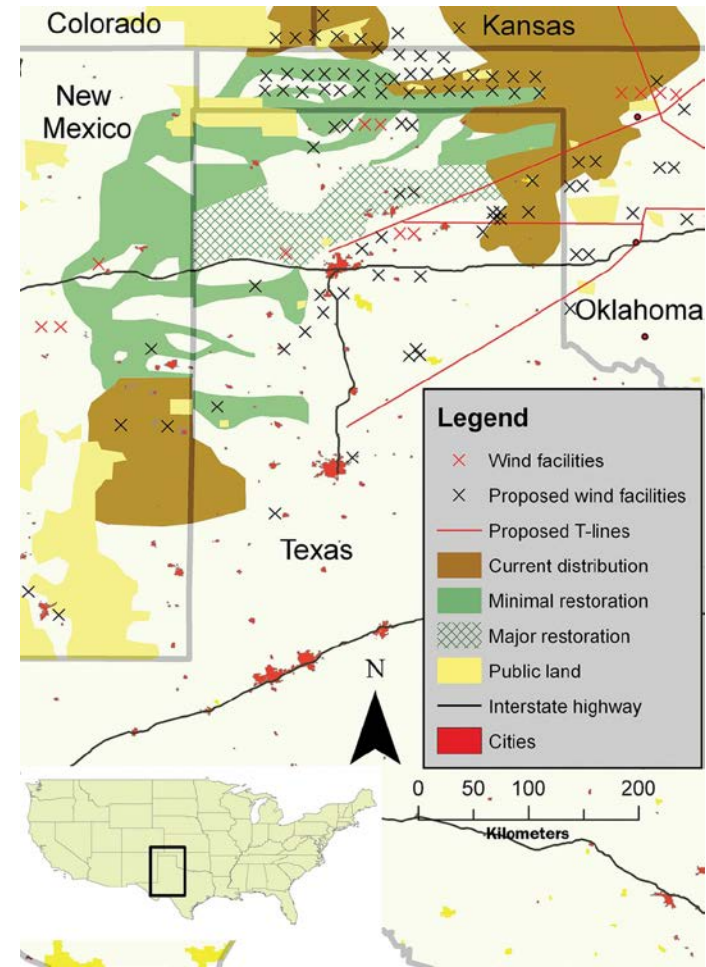 Colorado
Kansas
New
Mexico
Oklahoma
Texas
Legend
Wind facilities
Proposed wind facilities
Proposed T-lines
Current distribution
Minimal restoration
Major restoration
Public land
Interstate highway
Cities
N
0 100 200
Kilometers